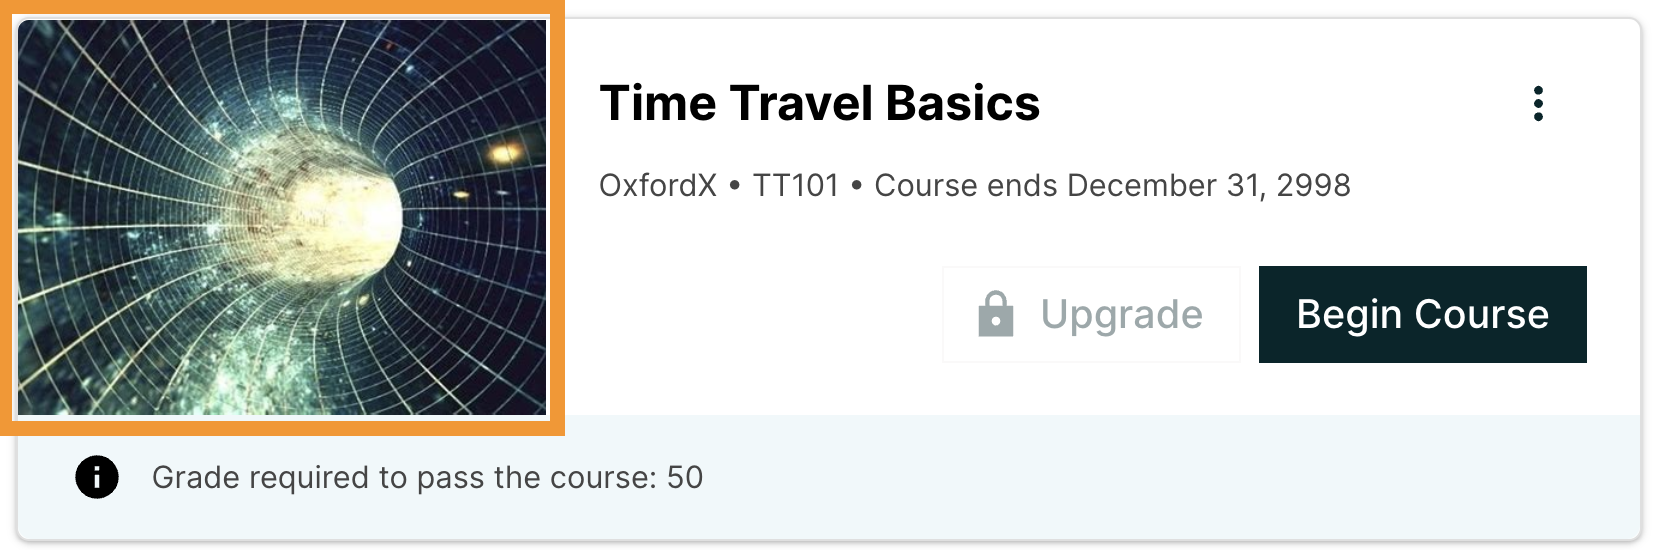 Time Travel Basics
OxfordX • TT101 • Course ends December 31, 2998
Upgrade
Begin Course
Grade required to pass the course: 50